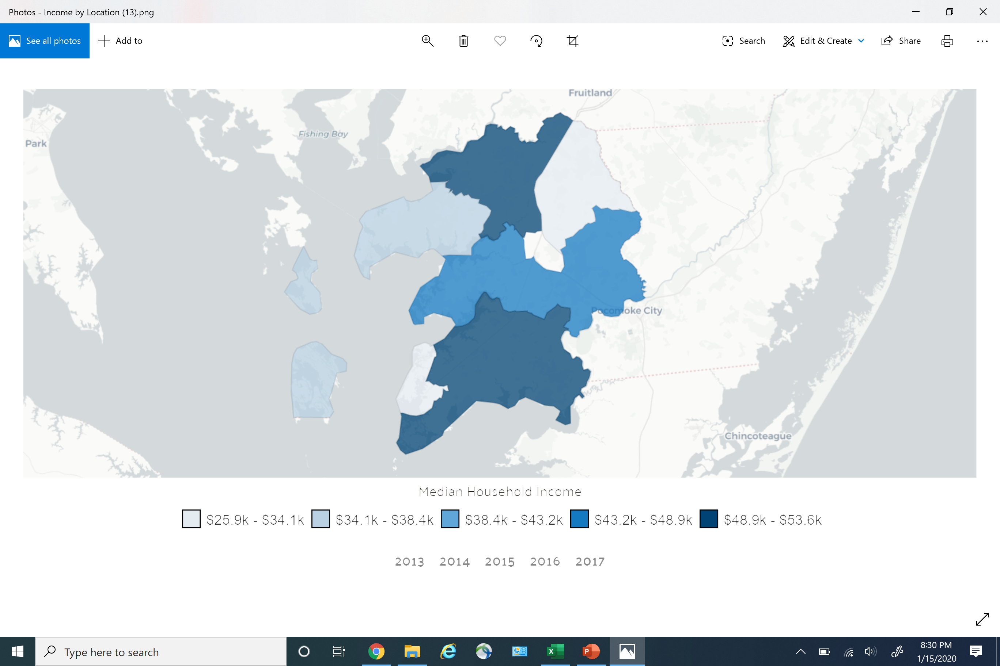 Photos - Income by Location (13).png
See all photos
Add to
Search
Edit & Create
Share
Fruitland
Fishing Bay
Park
Pocomoke City
Chincoteague
Median Household Income
$25.9k - $34.1k
$34.1k - $38.4k
$38.4k - $43.2k
$43.2k - $48.9k
$48.9k - $53.6k
2013 2014 2015 2016 2017
Type here to search
8:30 PM
1/15/2020